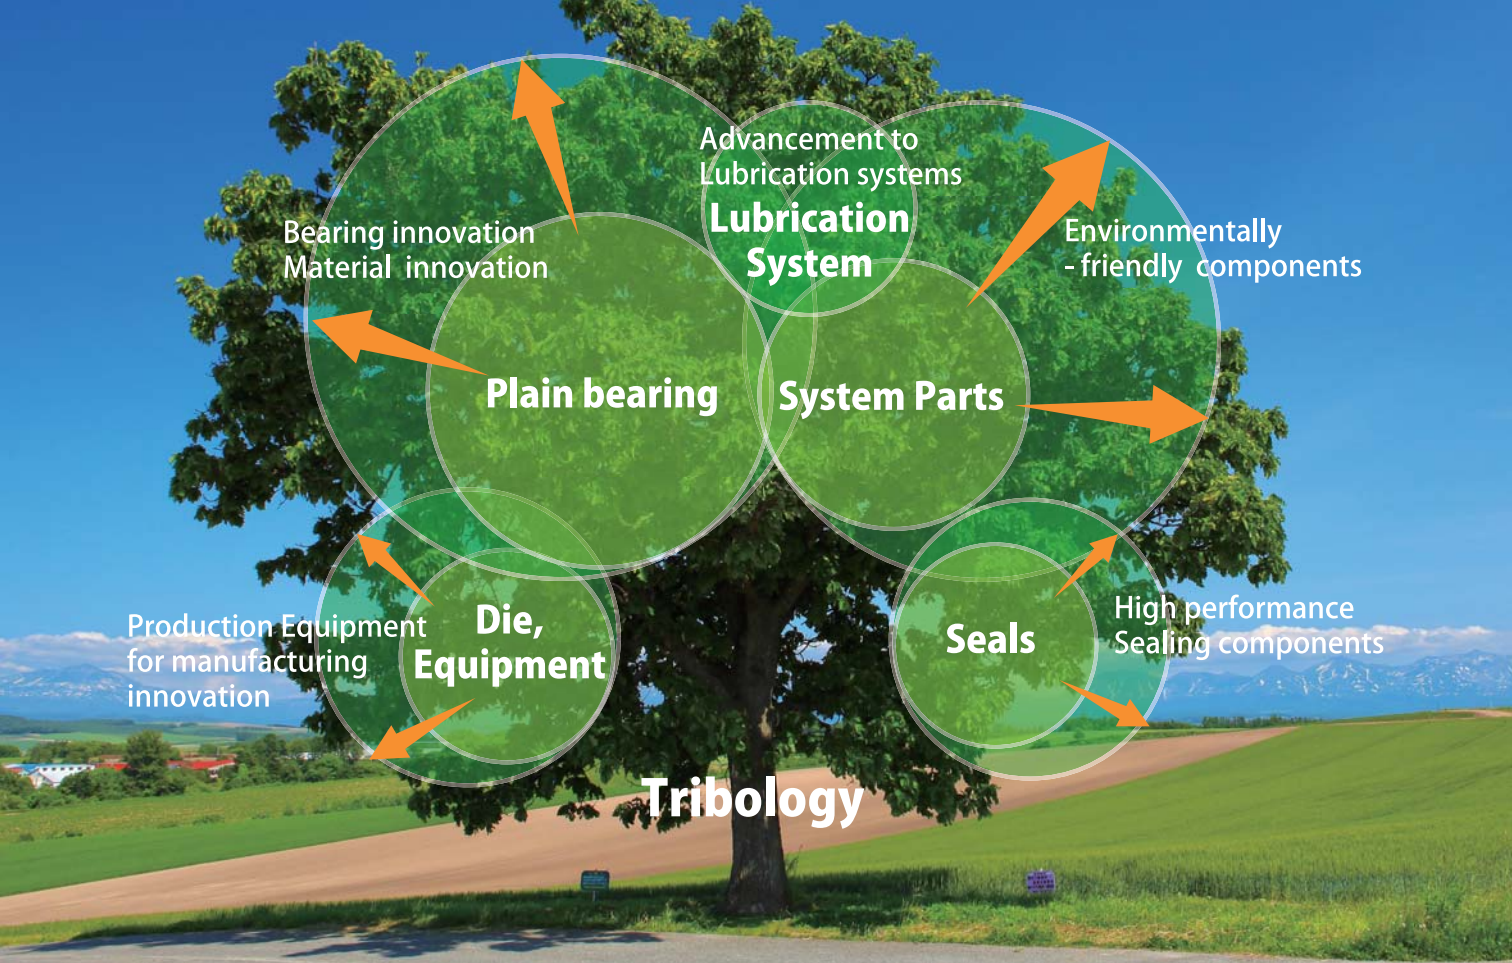 Advancement to
Lubrication systems
Lubrication
System
Bearing innovation
Material innovation
Environmentally
- friendly components
Plain bearing
System Parts
Production Equipment
for manufacturing
innovation
Die,
Equipment
Seals
High performance
Sealing components
Tribology